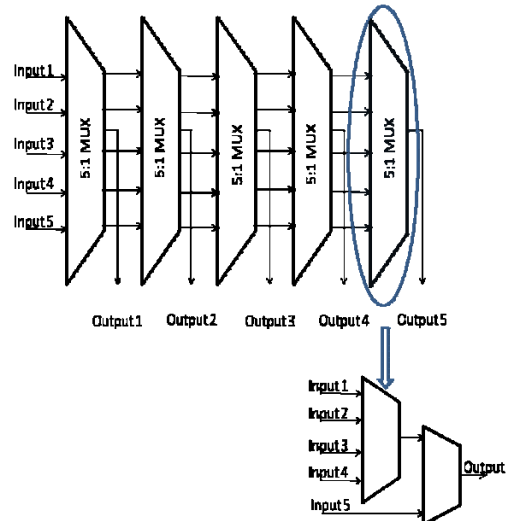 Input1
Input2
Input3
Input4
Input5
5:1 MUX
5:1 MUX
5:1 MUX
5:1 MUX
5:1 MUX
Output1 Output2 Output3 Output4 Output5
Input1
Input2
Input3
Input4
Input5
Output